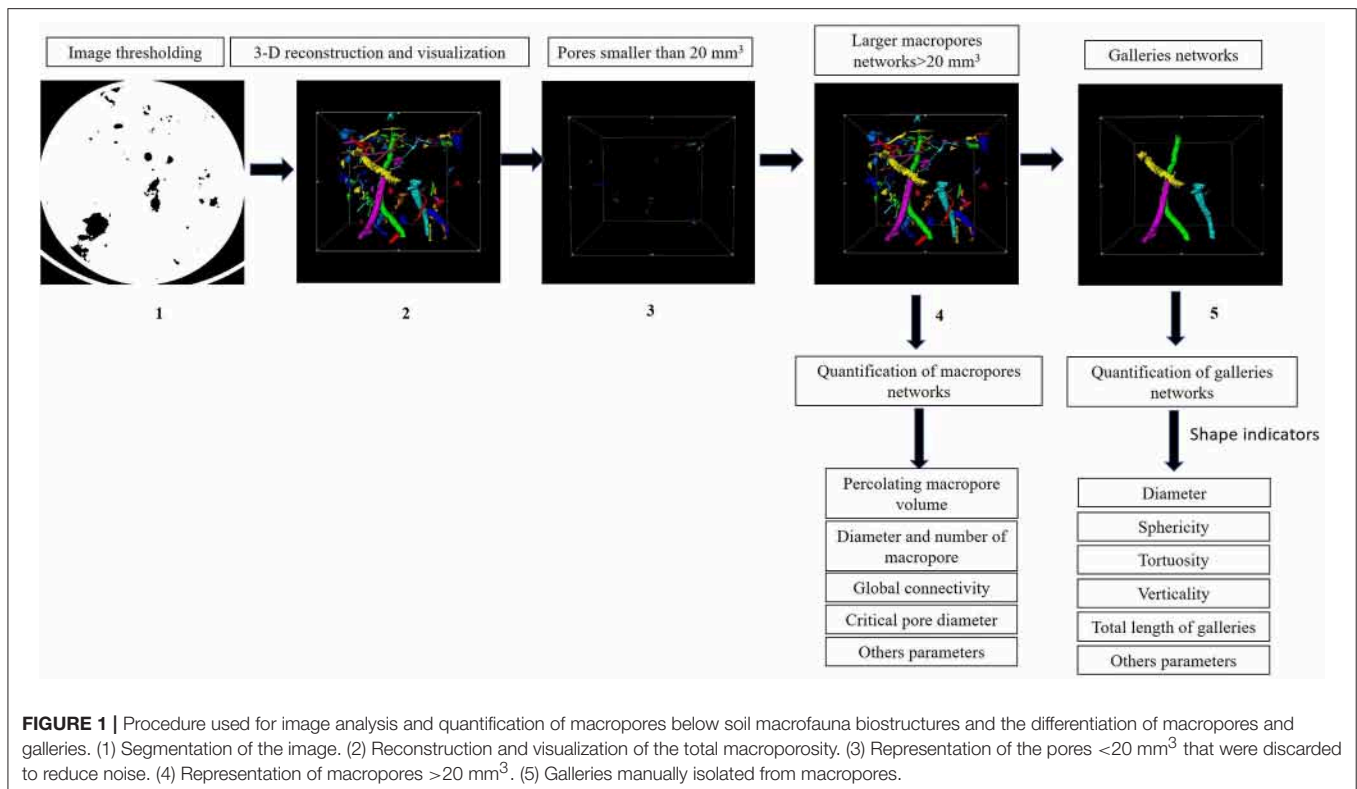 Image thresholding
3-D reconstruction and visualization
Pores smaller than 20 mm³
Larger macropores
networks>20 mm³
Galleries networks
1
2
3
4
5
Quantification of macropores
networks
Quantification of galleries
networks
Shape indicators
Percolating macropore
volume
Diameter and number of
macropore
Global connectivity
Critical pore diameter
Others parameters
Diameter
Sphericity
Tortuosity
Verticality
Total length of galleries
Others parameters
FIGURE 1 | Procedure used for image analysis and quantification of macropores below soil macrofauna biostructures and the differentiation of macropores and
galleries. (1) Segmentation of the image. (2) Reconstruction and visualization of the total macroporosity. (3) Representation of the pores <20 mm³ that were discarded
to reduce noise. (4) Representation of macropores >20 mm³. (5) Galleries manually isolated from macropores.